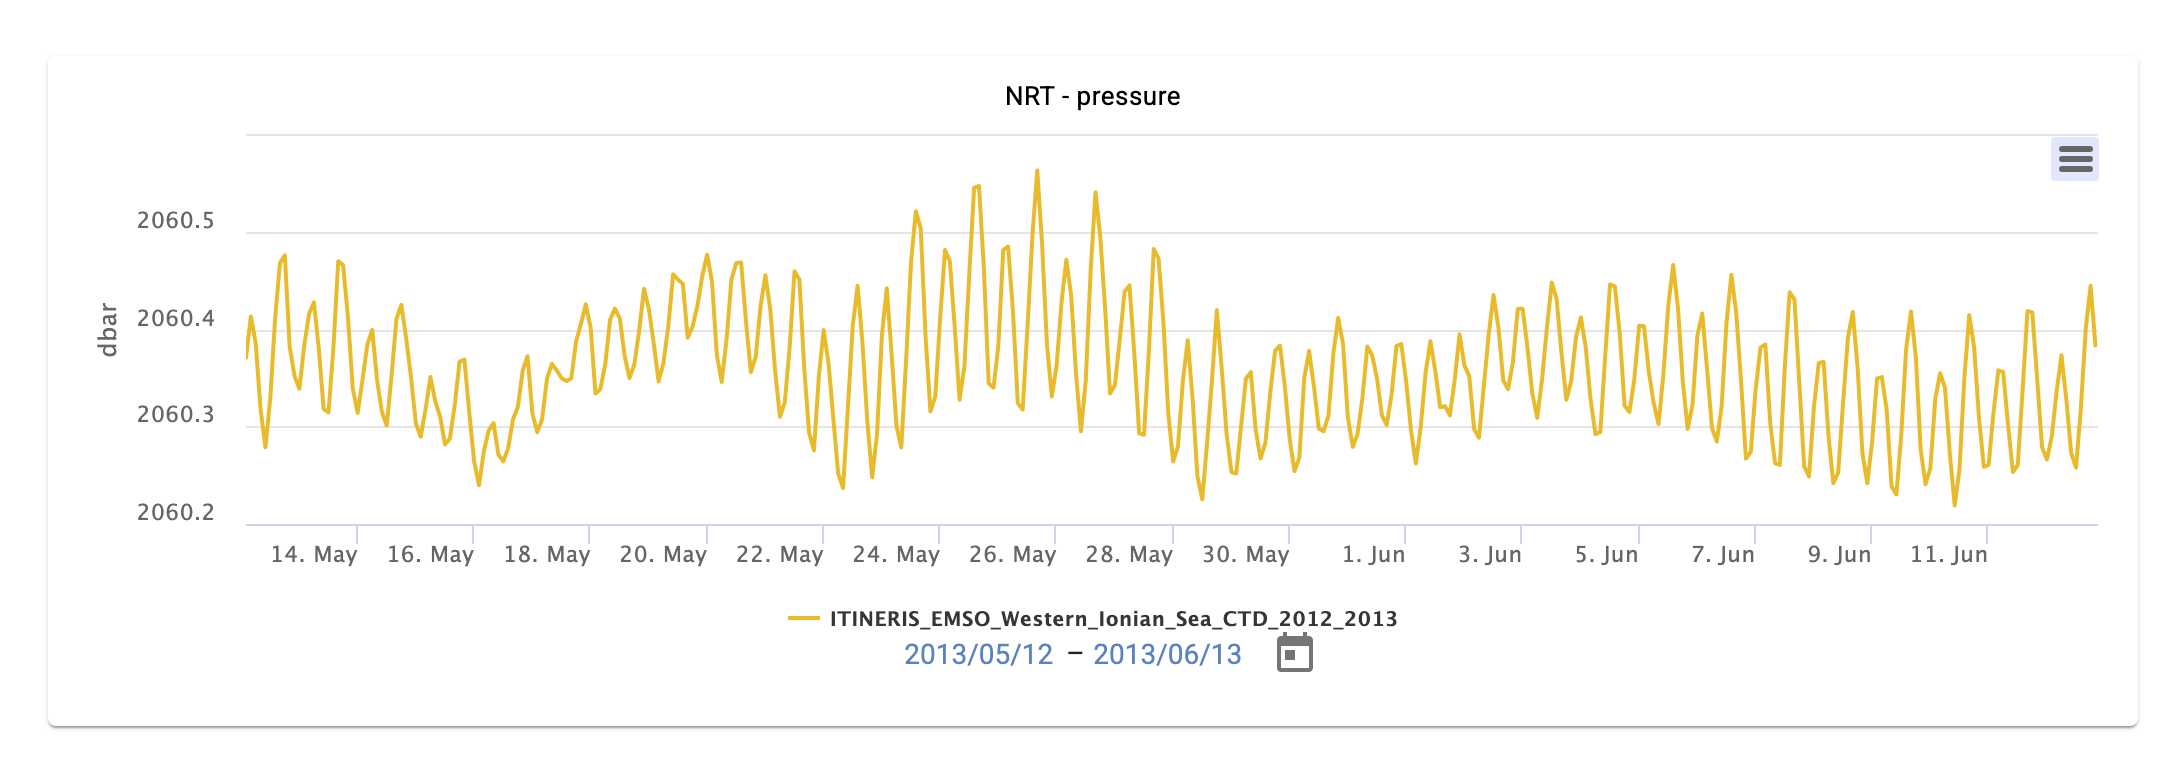 NRT - pressure
2060.5
2060.4
2060.3
2060.2
dbar
14. May 16. May 18. May 20. May 22. May 24. May 26. May 28. May 30. May 1. Jun 3. Jun 5. Jun 7. Jun 9. Jun 11. Jun
ITINERIS_EMSO_Western_Ionian_Sea_CTD_2012_2013
2013/05/12 – 2013/06/13